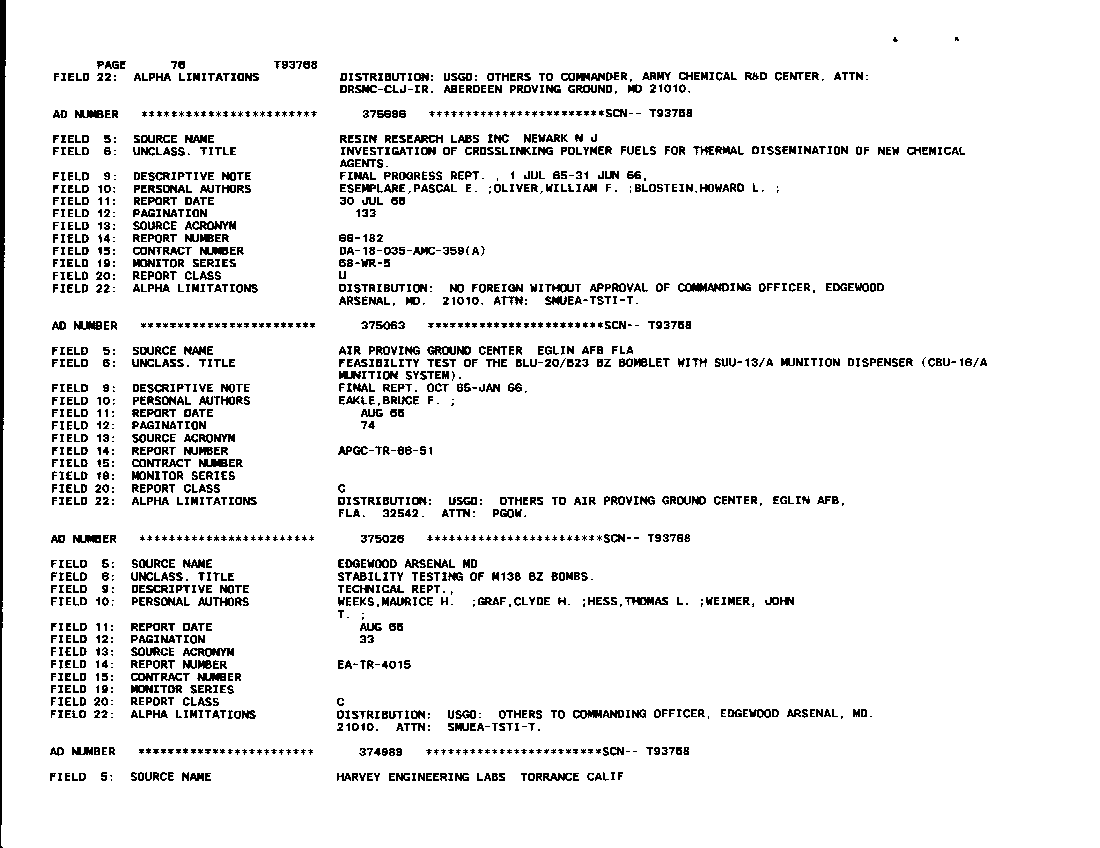 PAGE 76 T93768
FIELD 22: ALPHA LIMITATIONS DISTRIBUTION: USGO: OTHERS TO COMMANDER, ARMY CHEMICAL R&D CENTER, ATTN:
DRSMC-CLJ-IR. ABERDEEN PROVING GROUND, MD 21010.
AD NUMBER ************************ 375696 ************************SCN-- T93768
FIELD 5: SOURCE NAME RESIN RESEARCH LABS INC NEWARK N J
FIELD 6: UNCLASS. TITLE INVESTIGATION OF CROSSLINKING POLYMER FUELS FOR THERMAL DISSEMINATION OF NEW CHEMICAL
AGENTS.
FIELD 9: DESCRIPTIVE NOTE FINAL PROGRESS REPT. , 1 JUL 65-31 JUN 66,
FIELD 10: PERSONAL AUTHORS ESEMPLARE,PASCAL E. ;OLIVER,WILLIAM F. ;BLOSTEIN,HOWARD L. ;
FIELD 11: REPORT DATE 30 JUL 66
FIELD 12: PAGINATION 133
FIELD 13: SOURCE ACRONYM
FIELD 14: REPORT NUMBER 66-182
FIELD 15: CONTRACT NUMBER DA-18-035-AMC-359(A)
FIELD 19: MONITOR SERIES 68-WR-5
FIELD 20: REPORT CLASS U
FIELD 22: ALPHA LIMITATIONS DISTRIBUTION: NO FOREIGN WITHOUT APPROVAL OF COMMANDING OFFICER, EDGEWOOD
ARSENAL, MD. 21010. ATTN: SMUEA-TSTI-T.
AD NUMBER ************************ 375063 ************************SCN-- T93768
FIELD 5: SOURCE NAME AIR PROVING GROUND CENTER EGLIN AFB FLA
FIELD 6: UNCLASS. TITLE FEASIBILITY TEST OF THE BLU-20/B23 BZ BOMBLET WITH SUU-13/A MUNITION DISPENSER (CBU-16/A
MUNITION SYSTEM).
FIELD 9: DESCRIPTIVE NOTE FINAL REPT. OCT 65-JAN 66,
FIELD 10: PERSONAL AUTHORS EAKLE,BRUCE F. ;
FIELD 11: REPORT DATE AUG 66
FIELD 12: PAGINATION 74
FIELD 13: SOURCE ACRONYM
FIELD 14: REPORT NUMBER APGC-TR-66-51
FIELD 15: CONTRACT NUMBER
FIELD 19: MONITOR SERIES
FIELD 20: REPORT CLASS C
FIELD 22: ALPHA LIMITATIONS DISTRIBUTION: USGO: OTHERS TO AIR PROVING GROUND CENTER, EGLIN AFB,
FLA. 32542. ATTN: PGOW.
AD NUMBER ************************ 375026 ************************SCN-- T93768
FIELD 5: SOURCE NAME EDGEWOOD ARSENAL MD
FIELD 6: UNCLASS. TITLE STABILITY TESTING OF M138 BZ BOMBS.
FIELD 9: DESCRIPTIVE NOTE TECHNICAL REPT.,
FIELD 10: PERSONAL AUTHORS WEEKS,MAURICE H. ;GRAF,CLYDE H. ;HESS,THOMAS L. ;WEIMER, JOHN
T. ;
FIELD 11: REPORT DATE AUG 66
FIELD 12: PAGINATION 33
FIELD 13: SOURCE ACRONYM
FIELD 14: REPORT NUMBER EA-TR-4015
FIELD 15: CONTRACT NUMBER
FIELD 19: MONITOR SERIES
FIELD 20: REPORT CLASS C
FIELD 22: ALPHA LIMITATIONS DISTRIBUTION: USGO: OTHERS TO COMMANDING OFFICER, EDGEWOOD ARSENAL, MD.
21010. ATTN: SMUEA-TSTI-T.
AD NUMBER ************************ 374989 ************************SCN-- T93768
FIELD 5: SOURCE NAME HARVEY ENGINEERING LABS TORRANCE CALIF